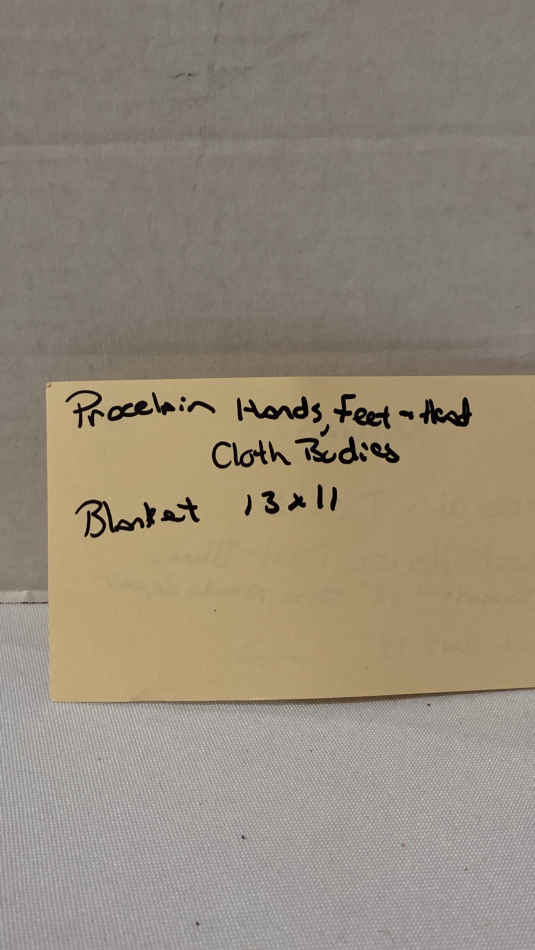 Procelain Hands, Feet + Head
Cloth Bodies
Blanket 13 x 11